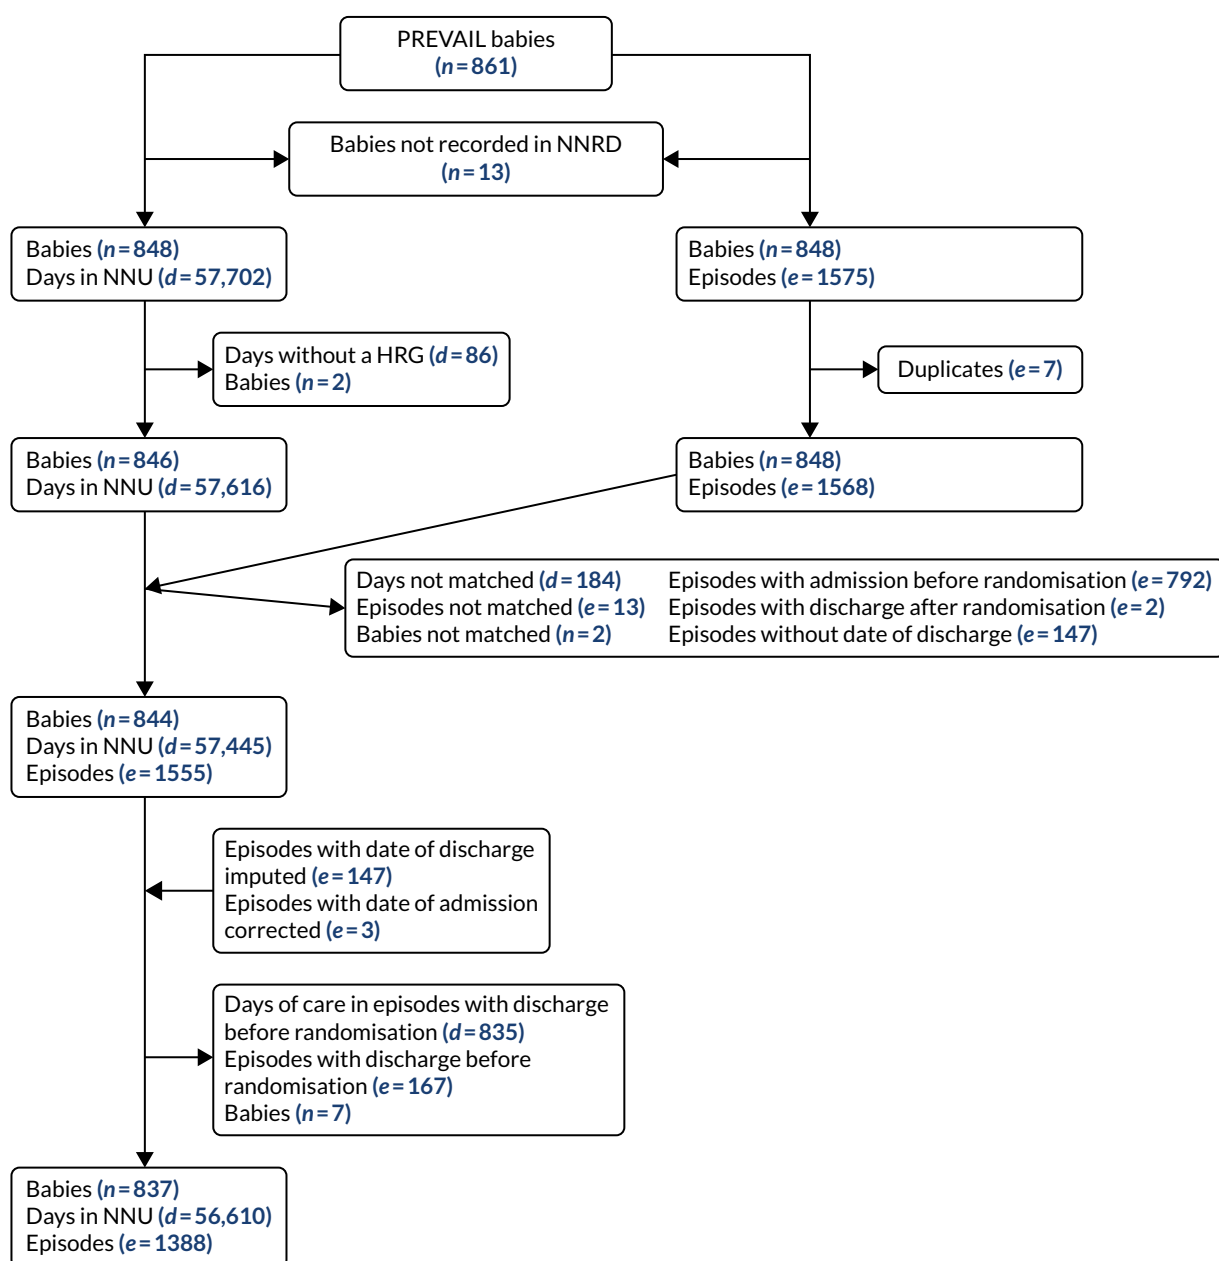 PREVAIL babies
(n=861)
Babies not recorded in NNRD
(n=13)
Babies (n=848)
Days in NNU (d=57,702)
Babies (n=848)
Episodes (e=1575)
Days without a HRG (d=86)
Babies (n=2)
Duplicates (e=7)
Babies (n=846)
Days in NNU (d=57,616)
Babies (n=848)
Episodes (e=1568)
Days not matched (d=184)
Episodes not matched (e=13)
Babies not matched (n=2)
Episodes with admission before randomisation (e=792)
Episodes with discharge after randomisation (e=2)
Episodes without date of discharge (e=147)
Babies (n=844)
Days in NNU (d=57,445)
Episodes (e=1555)
Episodes with date of discharge
imputed (e=147)
Episodes with date of admission
corrected (e=3)
Days of care in episodes with discharge
before randomisation (d=835)
Episodes with discharge before
randomisation (e=167)
Babies (n=7)
Babies (n=837)
Days in NNU (d=56,610)
Episodes (e=1388)